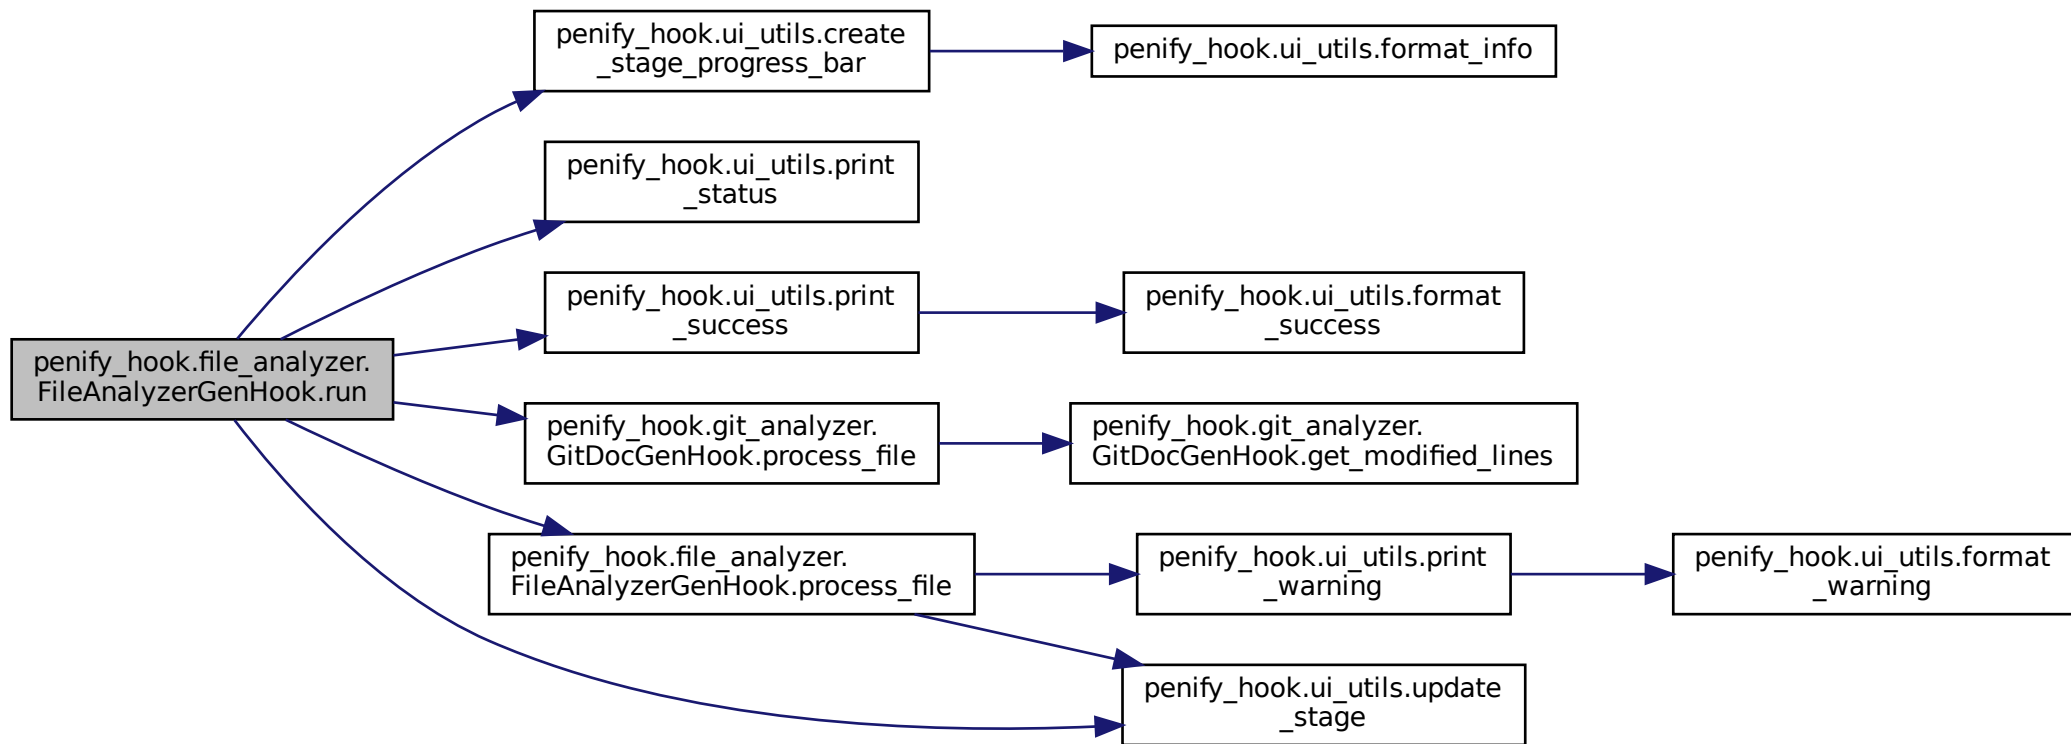 penify_hook.file_analyzer.
FileAnalyzerGenHook.run
penify_hook.ui_utils.create
_stage_progress_bar
penify_hook.ui_utils.format_info
penify_hook.ui_utils.print
_status
penify_hook.ui_utils.print
_success
penify_hook.ui_utils.format
_success
penify_hook.git_analyzer.
GitDocGenHook.process_file
penify_hook.git_analyzer.
GitDocGenHook.get_modified_lines
penify_hook.file_analyzer.
FileAnalyzerGenHook.process_file
penify_hook.ui_utils.print
_warning
penify_hook.ui_utils.format
_warning
penify_hook.ui_utils.update
_stage